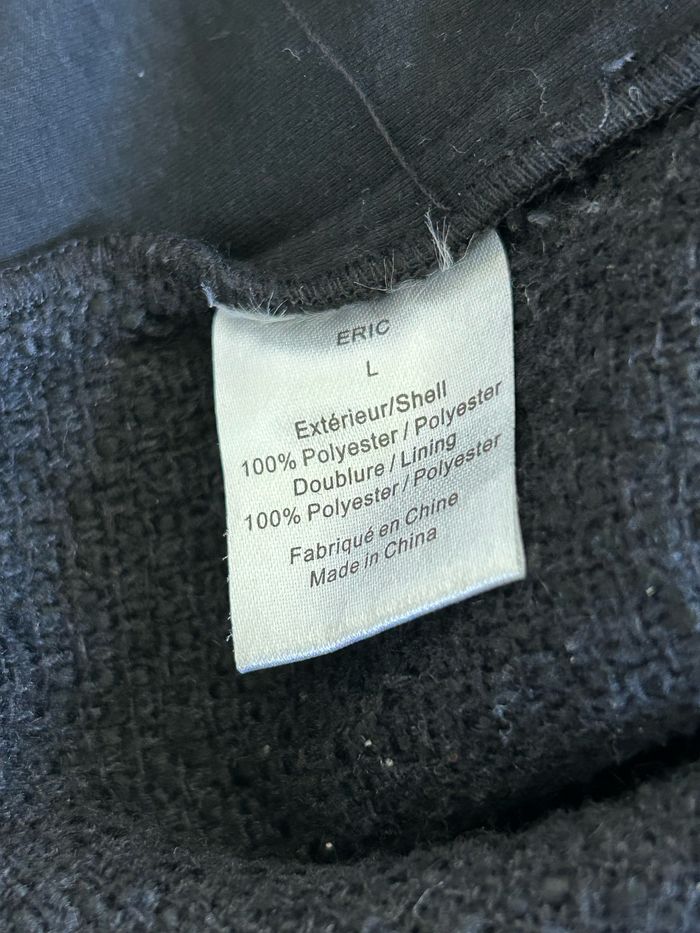 ERIC
L
Extérieur/Shell
100% Polyester / Polyester
Doublure / Lining
100% Polyester / Polyester
Fabriqué en Chine
Made in China